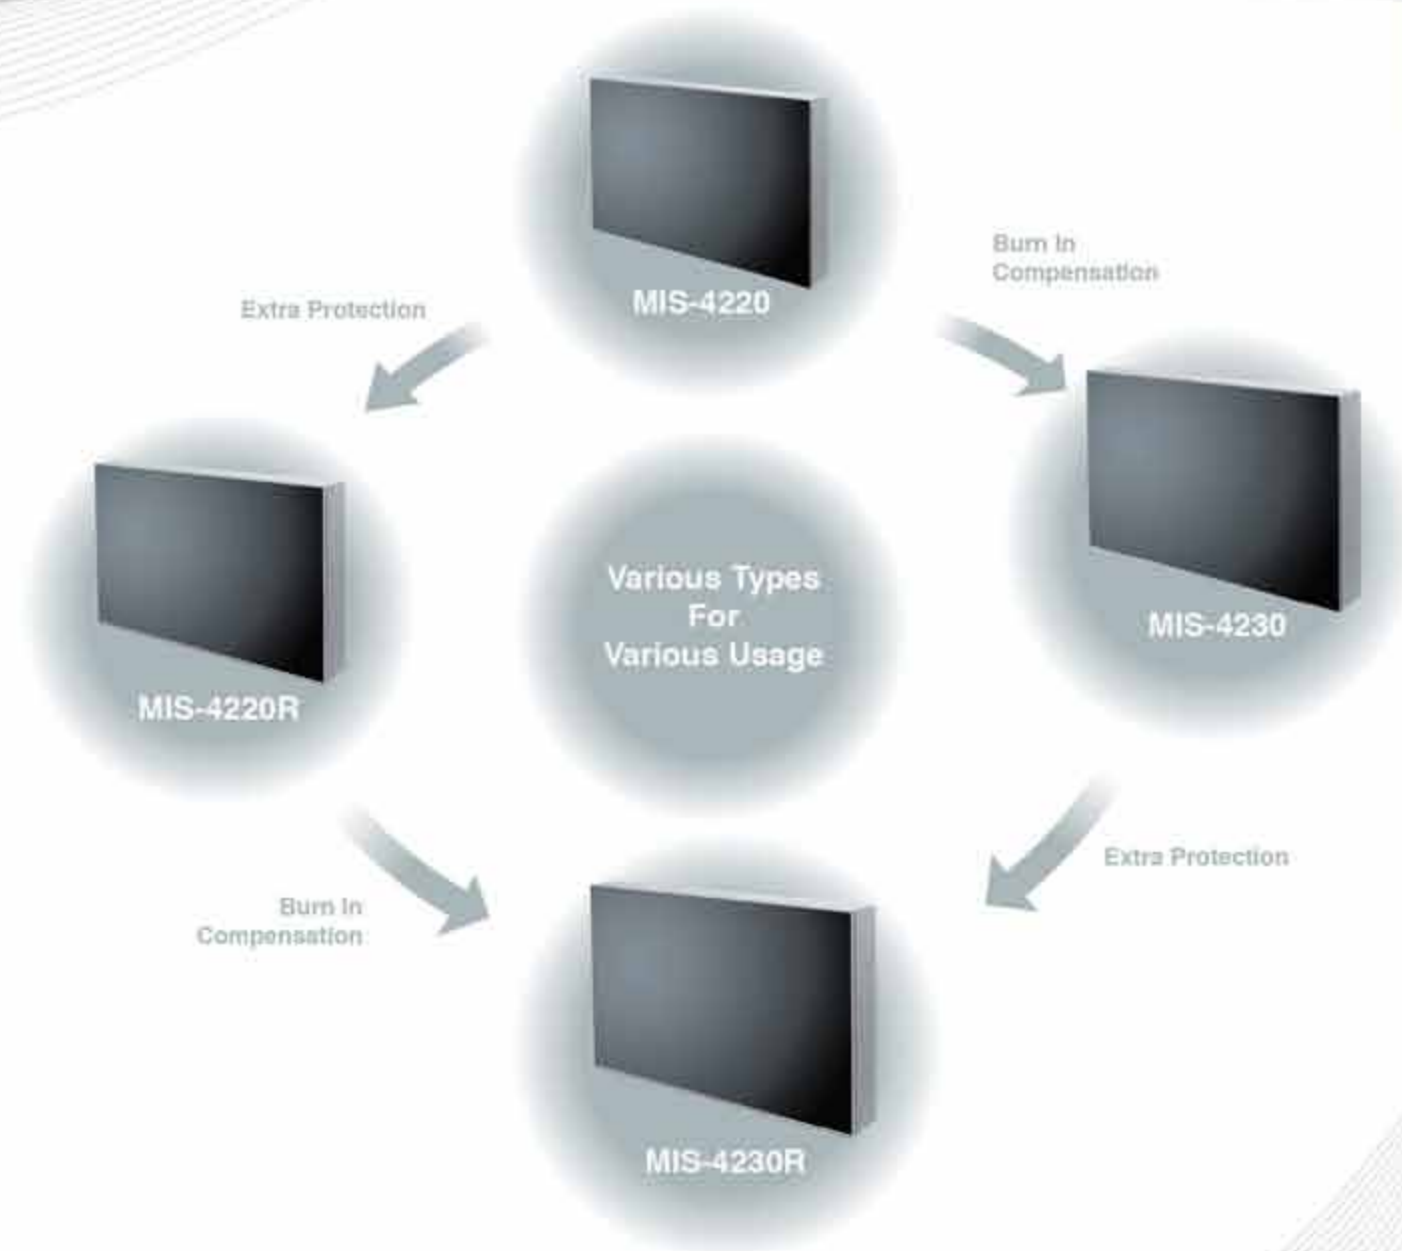 MIS-4220
Burn In
Compensation
Extra Protection
MIS-4230
Various Types
For
Various Usage
MIS-4220R
Extra Protection
Burn In
Compensation
MIS-4230R